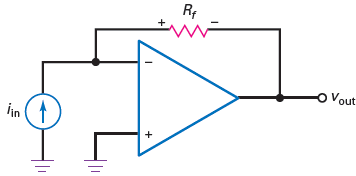 + R_f −
−
i_in
v_out
+